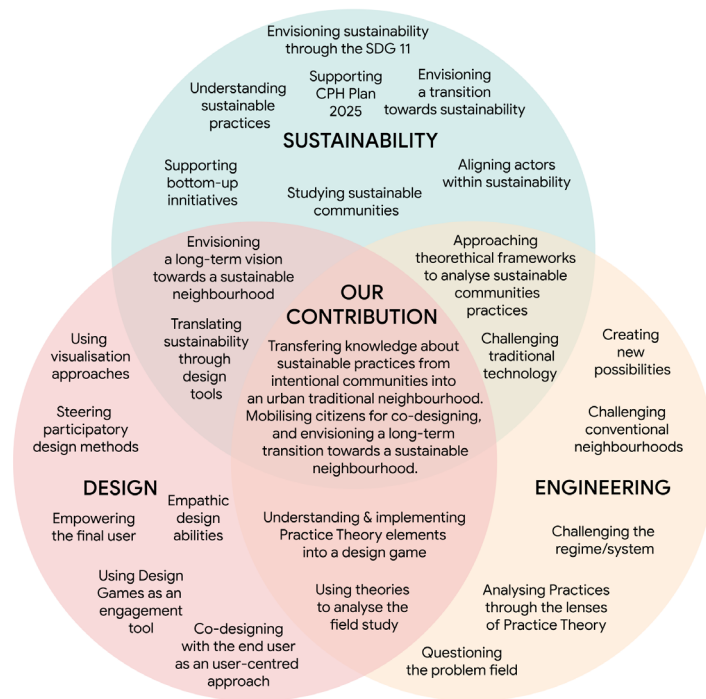 Envisioning sustainability
through the SDG 11
Understanding
sustainable
practices
Supporting
CPH Plan
2025
Envisioning
a transition
towards sustainability
SUSTAINABILITY
Supporting
bottom-up
innitiatives
Studying sustainable
communities
Aligning actors
within sustainability
Envisioning
a long-term vision
towards a sustainable
neighbourhood
Approaching
theorethical frameworks
to analyse sustainable
communities
practices
Translating
sustainability
through
design
tools
OUR
CONTRIBUTION
Transfering knowledge about
sustainable practices from
intentional communities into
an urban traditional neighbourhood.
Mobilising citizens for co-designing,
and envisioning a long-term
transition towards a sustainable
neighbourhood.
Challenging
traditional
technology
Using
visualisation
approaches
Steering
participatory
design methods
Creating
new
possibilities
Challenging
conventional
neighbourhoods
DESIGN
Empowering
the final user
Empathic
design
abilities
ENGINEERING
Understanding & implementing
Practice Theory elements
into a design game
Challenging the
regime/system
Using Design
Games as an
engagement
tool
Using theories
to analyse the
field study
Analysing Practices
through the lenses
of Practice Theory
Co-designing
with the end user
as an user-centred
approach
Questioning
the problem field